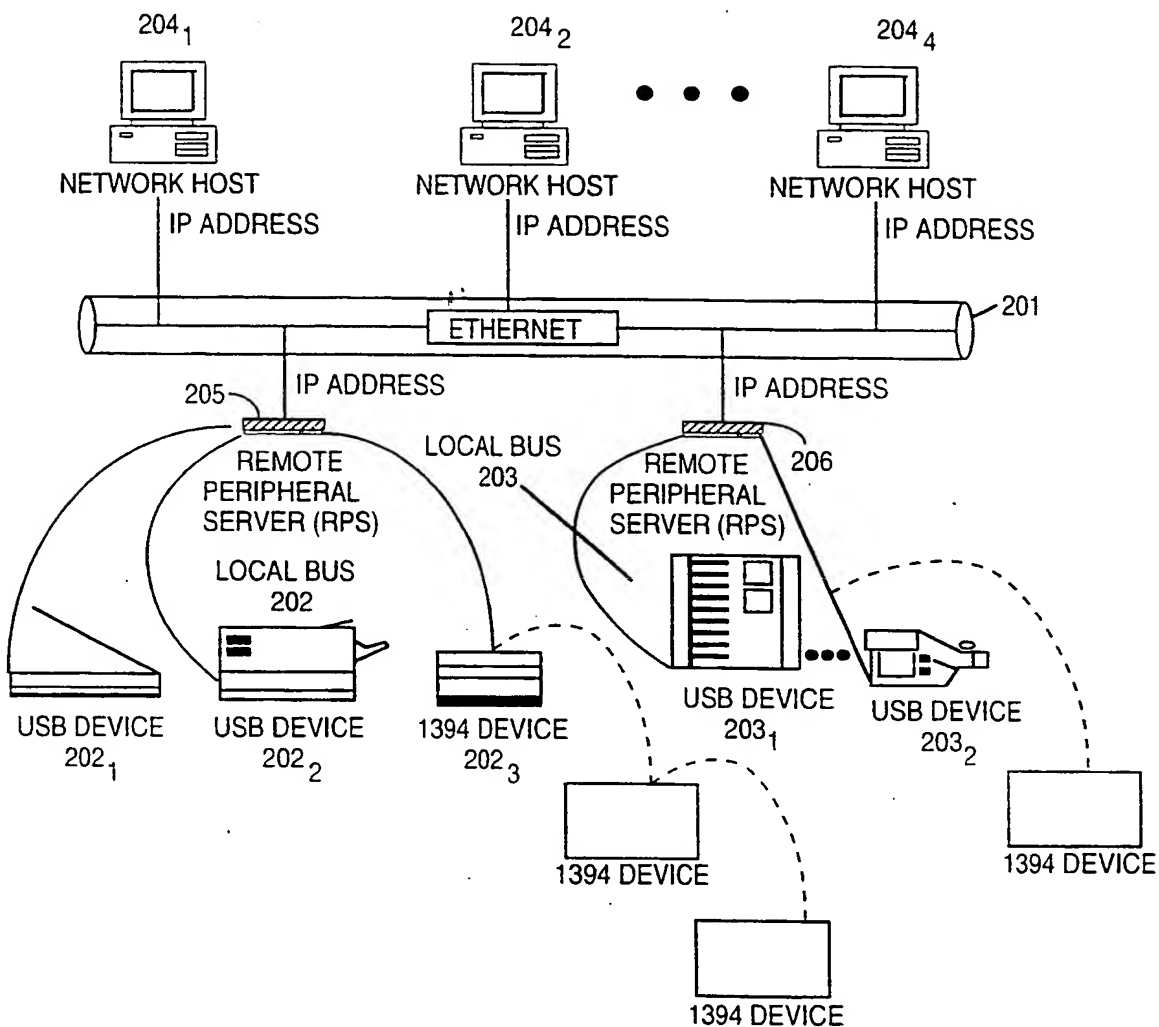 204 1
204 2
204 4
NETWORK HOST
NETWORK HOST
NETWORK HOST
IP ADDRESS
IP ADDRESS
IP ADDRESS
201
ETHERNET
IP ADDRESS
IP ADDRESS
205
206
REMOTE
PERIPHERAL
SERVER (RPS)
LOCAL BUS
203
REMOTE
PERIPHERAL
SERVER (RPS)
LOCAL BUS
202
USB DEVICE
202 1
USB DEVICE
202 2
1394 DEVICE
202 3
USB DEVICE
203 1
USB DEVICE
203 2
1394 DEVICE
1394 DEVICE
1394 DEVICE